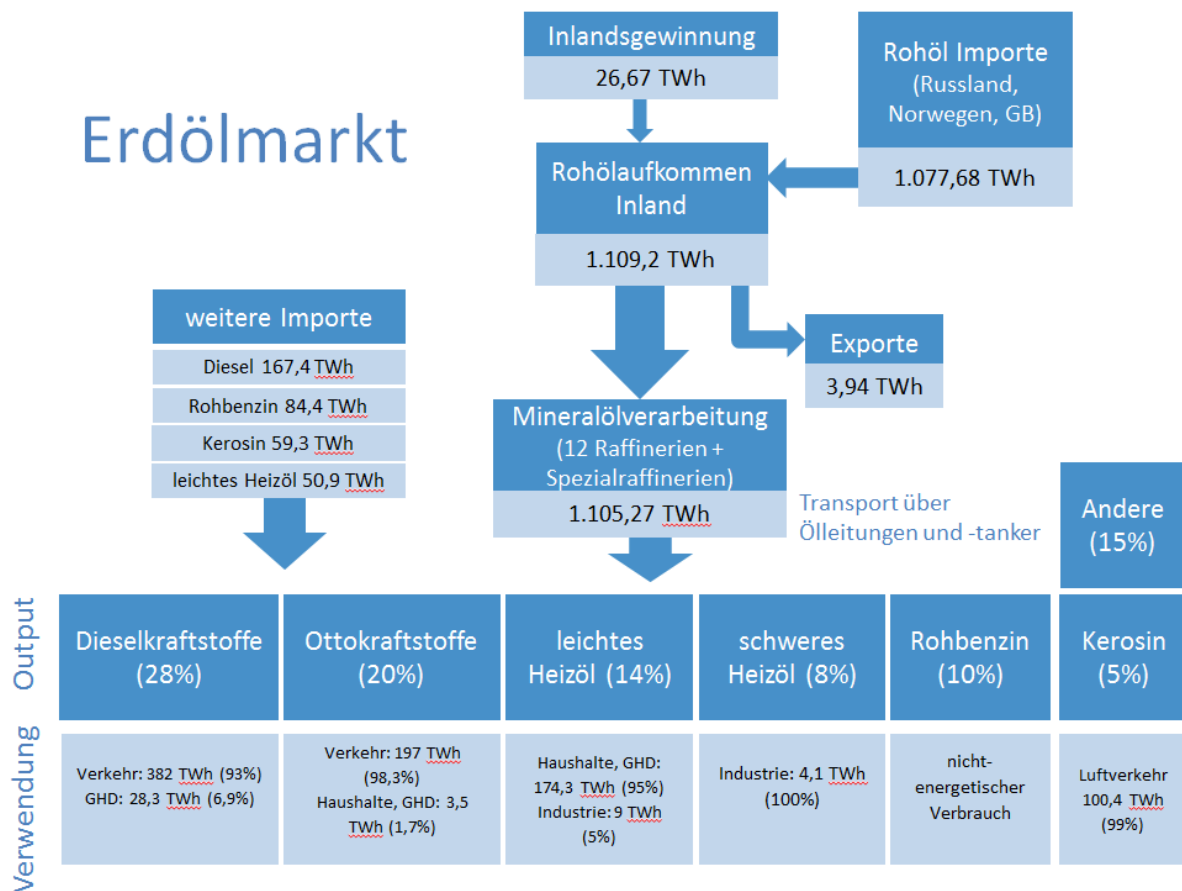 Erdölmarkt
Inlandsgewinnung
26,67 TWh
Rohöl Importe
(Russland,
Norwegen, GB)
1.077,68 TWh
Rohölaufkommen
Inland
1.109,2 TWh
Exporte
3,94 TWh
weitere Importe
Diesel 167,4 TWh
Rohbenzin 84,4 TWh
Kerosin 59,3 TWh
leichtes Heizöl 50,9 TWh
Mineralölverarbeitung
(12 Raffinerien +
Spezialraffinerien)
1.105,27 TWh
Transport über
Ölleitungen und -tanker
Andere
(15%)
Output
Dieselkraftstoffe
(28%)
Ottokraftstoffe
(20%)
leichtes
Heizöl (14%)
schweres
Heizöl (8%)
Rohbenzin
(10%)
Kerosin
(5%)
Verwendung
Verkehr: 382 TWh (93%)
GHD: 28,3 TWh (6,9%)
Verkehr: 197 TWh
(98,3%)
Haushalte, GHD: 3,5
TWh (1,7%)
Haushalte, GHD:
174,3 TWh (95%)
Industrie: 9 TWh
(5%)
Industrie: 4,1 TWh
(100%)
nicht-
energetischer
Verbrauch
Luftverkehr
100,4 TWh
(99%)